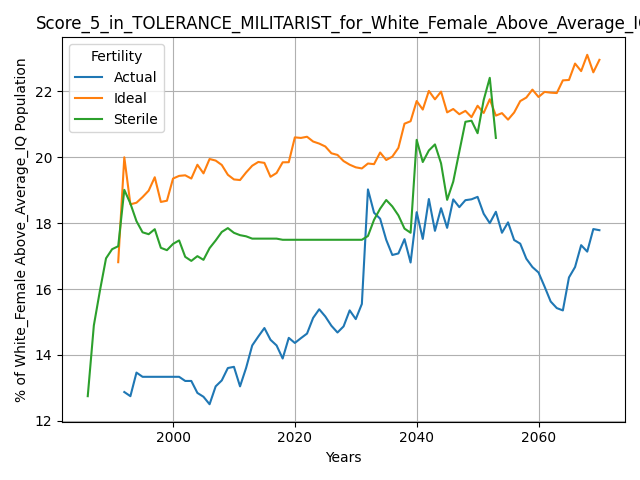 Score_5_in_TOLERANCE_MILITARIST_for_White_Female_Above_Average_I
Fertility
Actual
Ideal
Sterile
% of White_Female Above_Average_IQ Population
22
20
18
16
14
12
2000
2020
2040
2060
Years